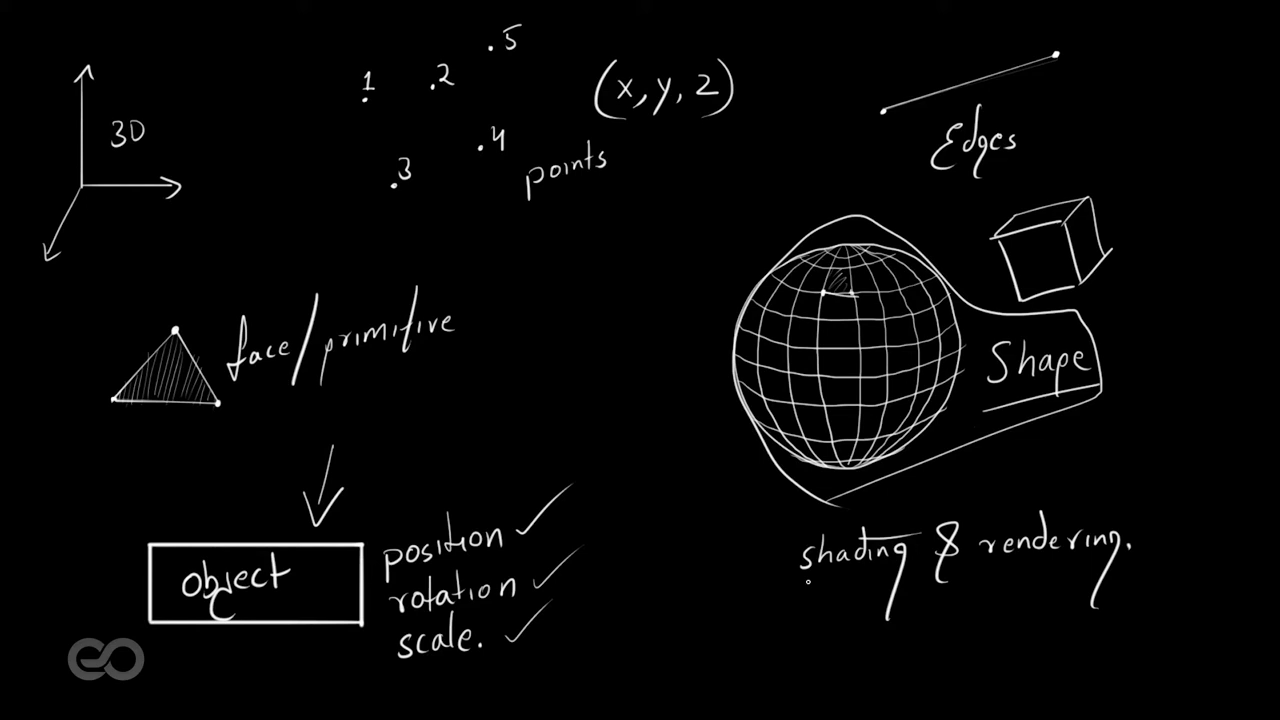 3D
1
2
5
3
4
points
(x, y, z)
Edges
face/primitive
Shape
object
position
rotation
scale.
shading & rendering.